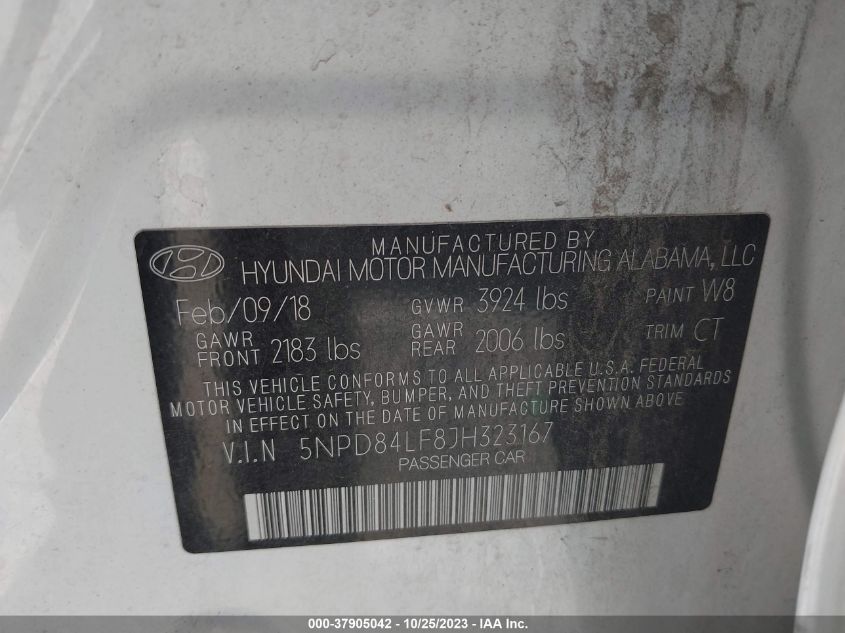 MANUFACTURED BY
HYUNDAI MOTOR MANUFACTURING ALABAMA, LLC
Feb/09/18 GVWR 3924 lbs PAINT W8
GAWR FRONT 2183 lbs GAWR REAR 2006 lbs TRIM CT
THIS VEHICLE CONFORMS TO ALL APPLICABLE U.S.A. FEDERAL
MOTOR VEHICLE SAFETY, BUMPER, AND THEFT PREVENTION STANDARDS
IN EFFECT ON THE DATE OF MANUFACTURE SHOWN ABOVE.
V.I.N 5NPD84LF8JH323167
PASSENGER CAR
000-37905042 - 10/25/2023 - IAA Inc.